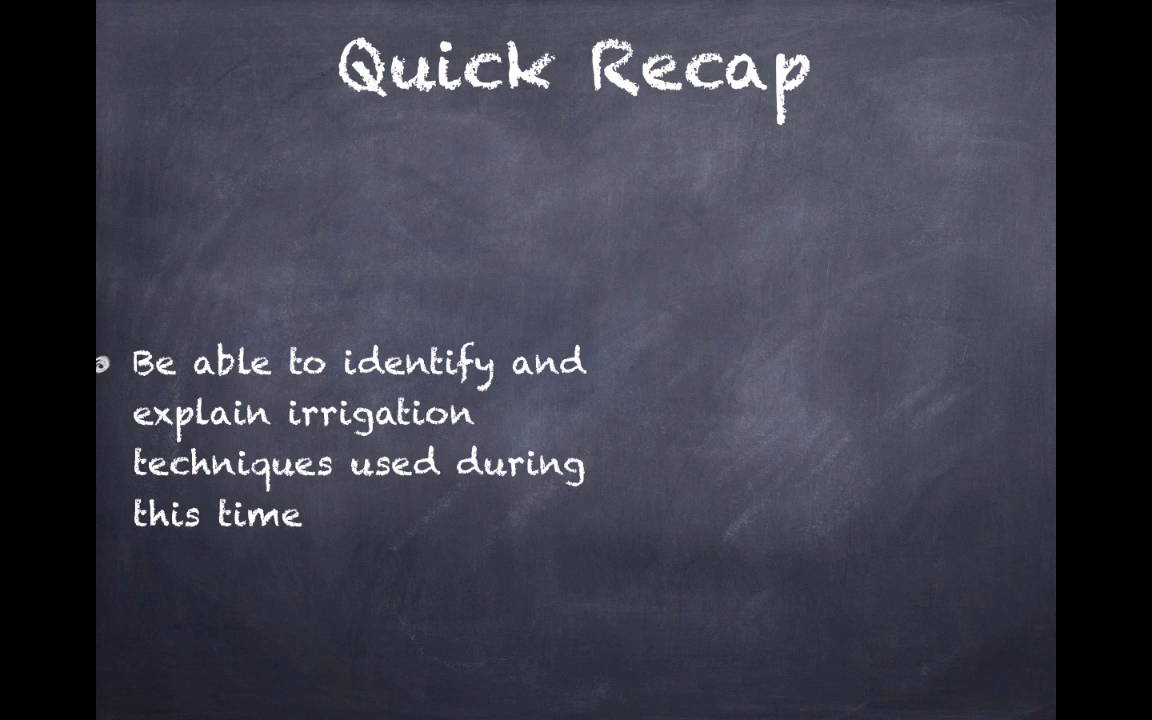 Quick Recap
Be able to identify and
explain irrigation
techniques used during
this time